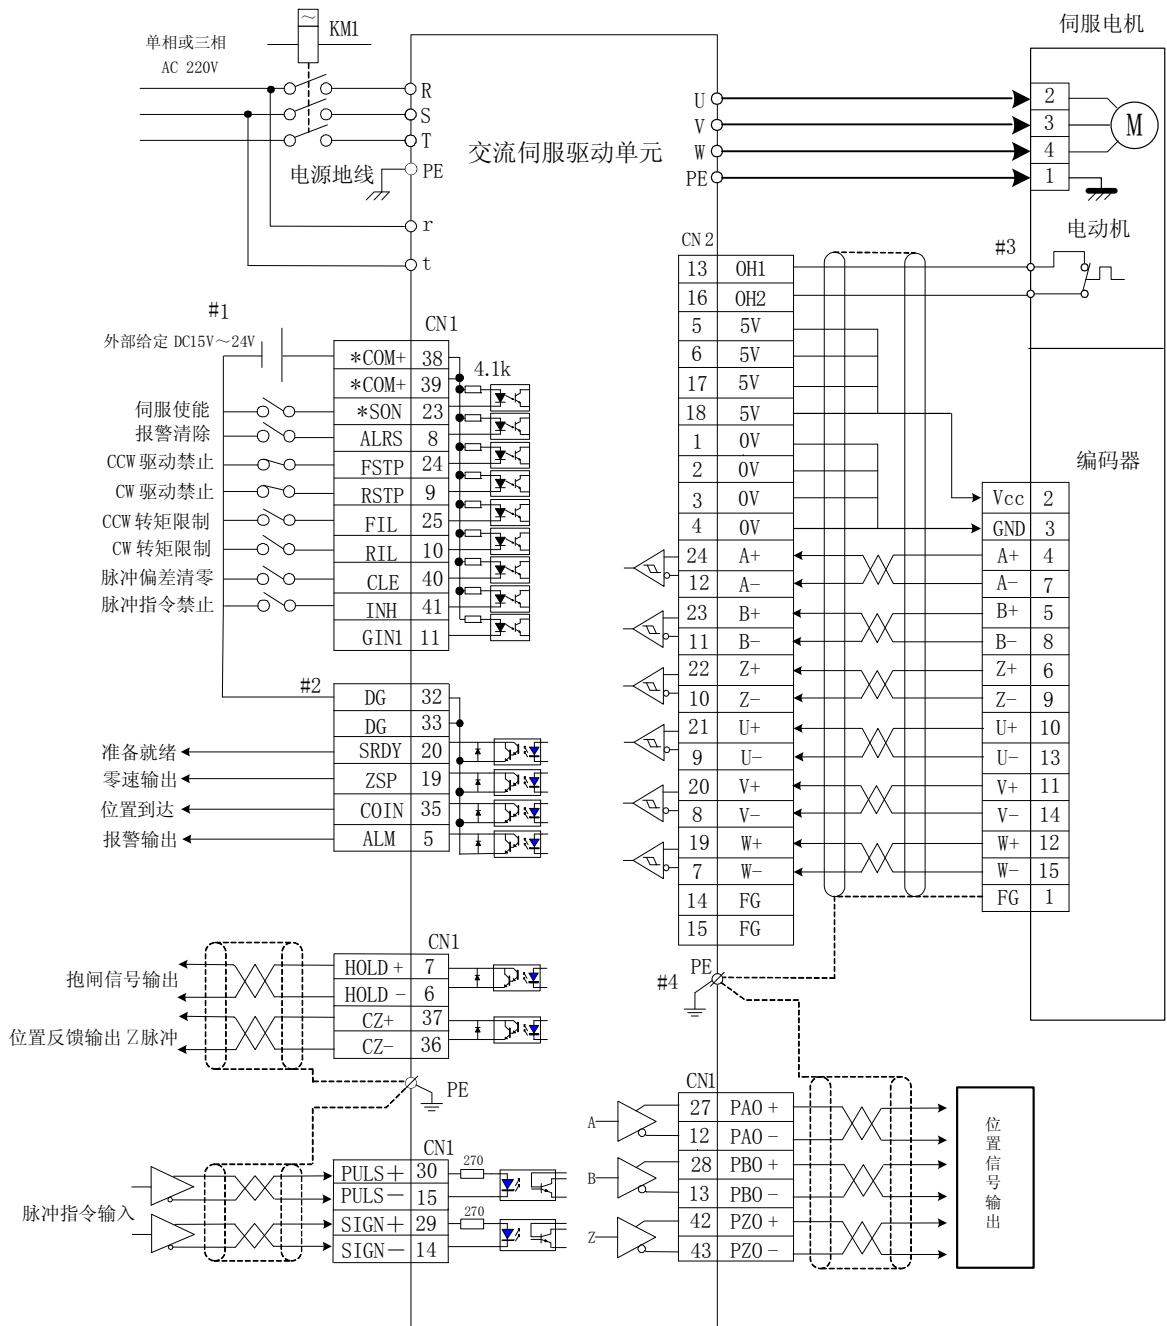 伺服电机
KM1
单相或三相
AC 220V
R
S
T
PE
电源地线
r
t
交流伺服驱动单元
U
V
W
PE
2
3
4
1
M
电动机
#3
#1
外部给定 DC15V～24V
CN1
*COM+ 38
*COM+ 39
4.1k
伺服使能 *SON 23
报警清除 ALRS 8
CCW 驱动禁止 FSTP 24
CW 驱动禁止 RSTP 9
CCW 转矩限制 FIL 25
CW 转矩限制 RIL 10
脉冲偏差清零 CLE 40
脉冲指令禁止 INH 41
GIN1 11
#2
DG 32
DG 33
准备就绪 SRDY 20
零速输出 ZSP 19
位置到达 COIN 35
报警输出 ALM 5
CN1
抱闸信号输出
HOLD+ 7
HOLD- 6
位置反馈输出 Z脉冲
CZ+ 37
CZ- 36
PE
CN1
脉冲指令输入
PULS+ 30 270
PULS- 15
SIGN+ 29 270
SIGN- 14
CN2
13 OH1
16 OH2
5 5V
6 5V
17 5V
18 5V
1 0V
2 0V
3 0V
4 0V
24 A+
12 A-
23 B+
11 B-
22 Z+
10 Z-
21 U+
9 U-
20 V+
8 V-
19 W+
7 W-
14 FG
15 FG
编码器
Vcc 2
GND 3
A+ 4
A- 7
B+ 5
B- 8
Z+ 6
Z- 9
U+ 10
U- 13
V+ 11
V- 14
W+ 12
W- 15
FG 1
#4
PE
CN1
A
27 PAO+
12 PAO-
B
28 PBO+
13 PBO-
Z
42 PZO+
43 PZO-
位置信号输出